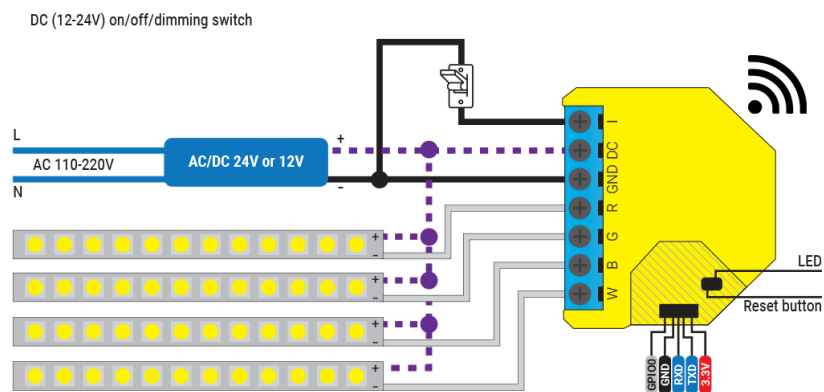 DC (12-24V) on/off/dimming switch
L
AC 110-220V
N
AC/DC 24V or 12V
+
-
I
DC
GND
R
G
B
W
+
-
+
-
+
-
+
-
LED
Reset button
GPIO0
GND
RXD
TXD
3.3V